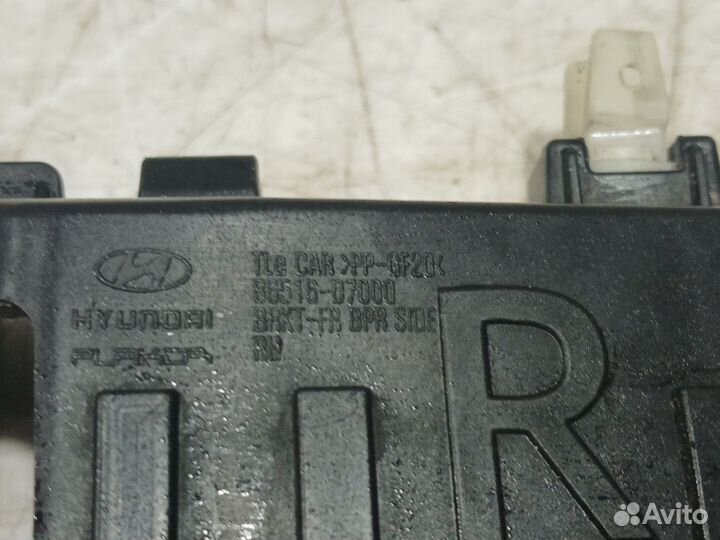 TLe CAR >PP-GF20<
86516-D7000
HYUNDAI BRKT-FR BPR SIDE
PLAKOR RH
R
Avito